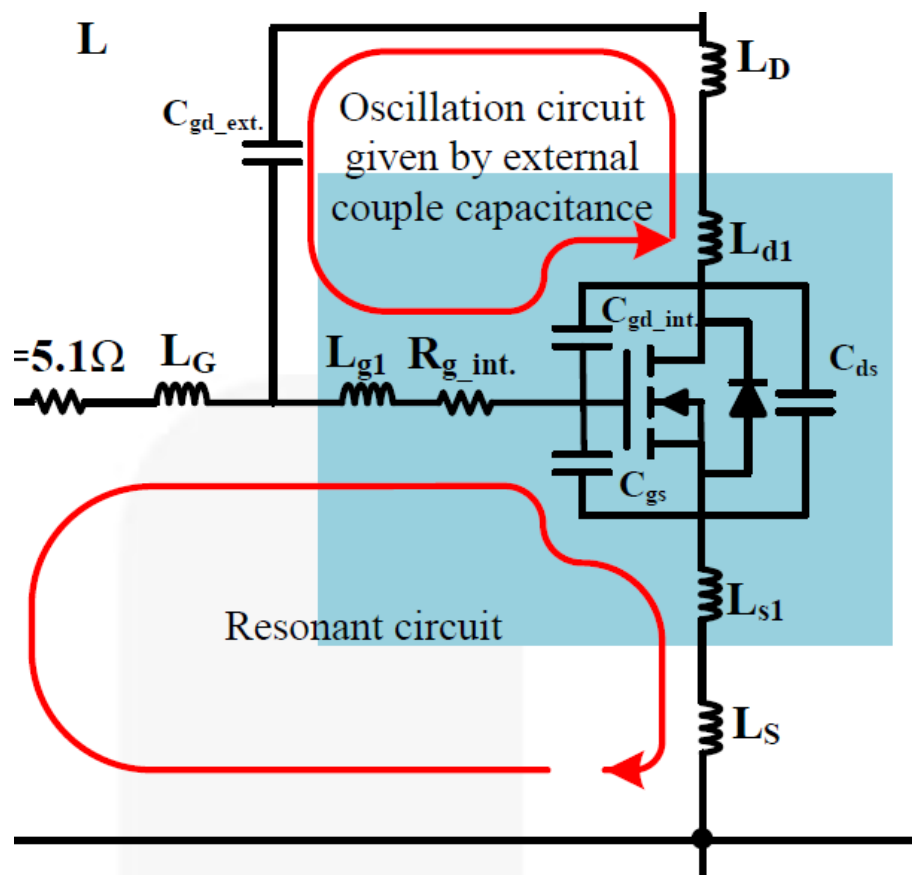 L
L_D
C_gd_ext.
Oscillation circuit
given by external
couple capacitance
L_d1
C_gd_int.
=5.1Ω
L_G
L_g1
R_g_int.
C_ds
C_gs
L_s1
Resonant circuit
L_S